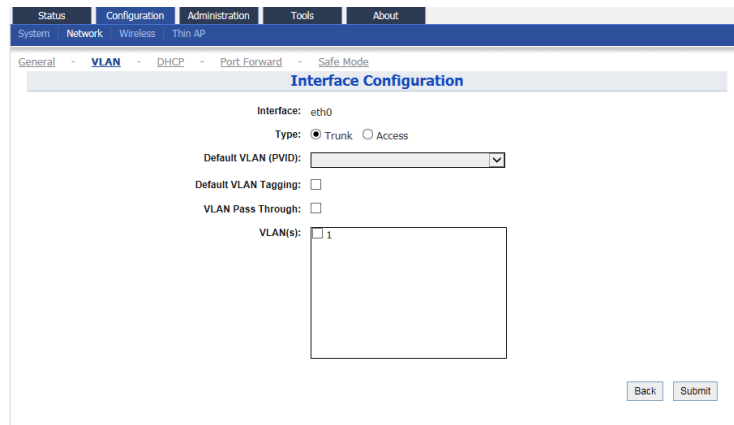 Status Configuration Administration Tools About
System Network Wireless Thin AP
General - VLAN - DHCP - Port Forward - Safe Mode
Interface Configuration
Interface: eth0
Type: Trunk Access
Default VLAN (PVID):
Default VLAN Tagging:
VLAN Pass Through:
VLAN(s): 1
Back Submit